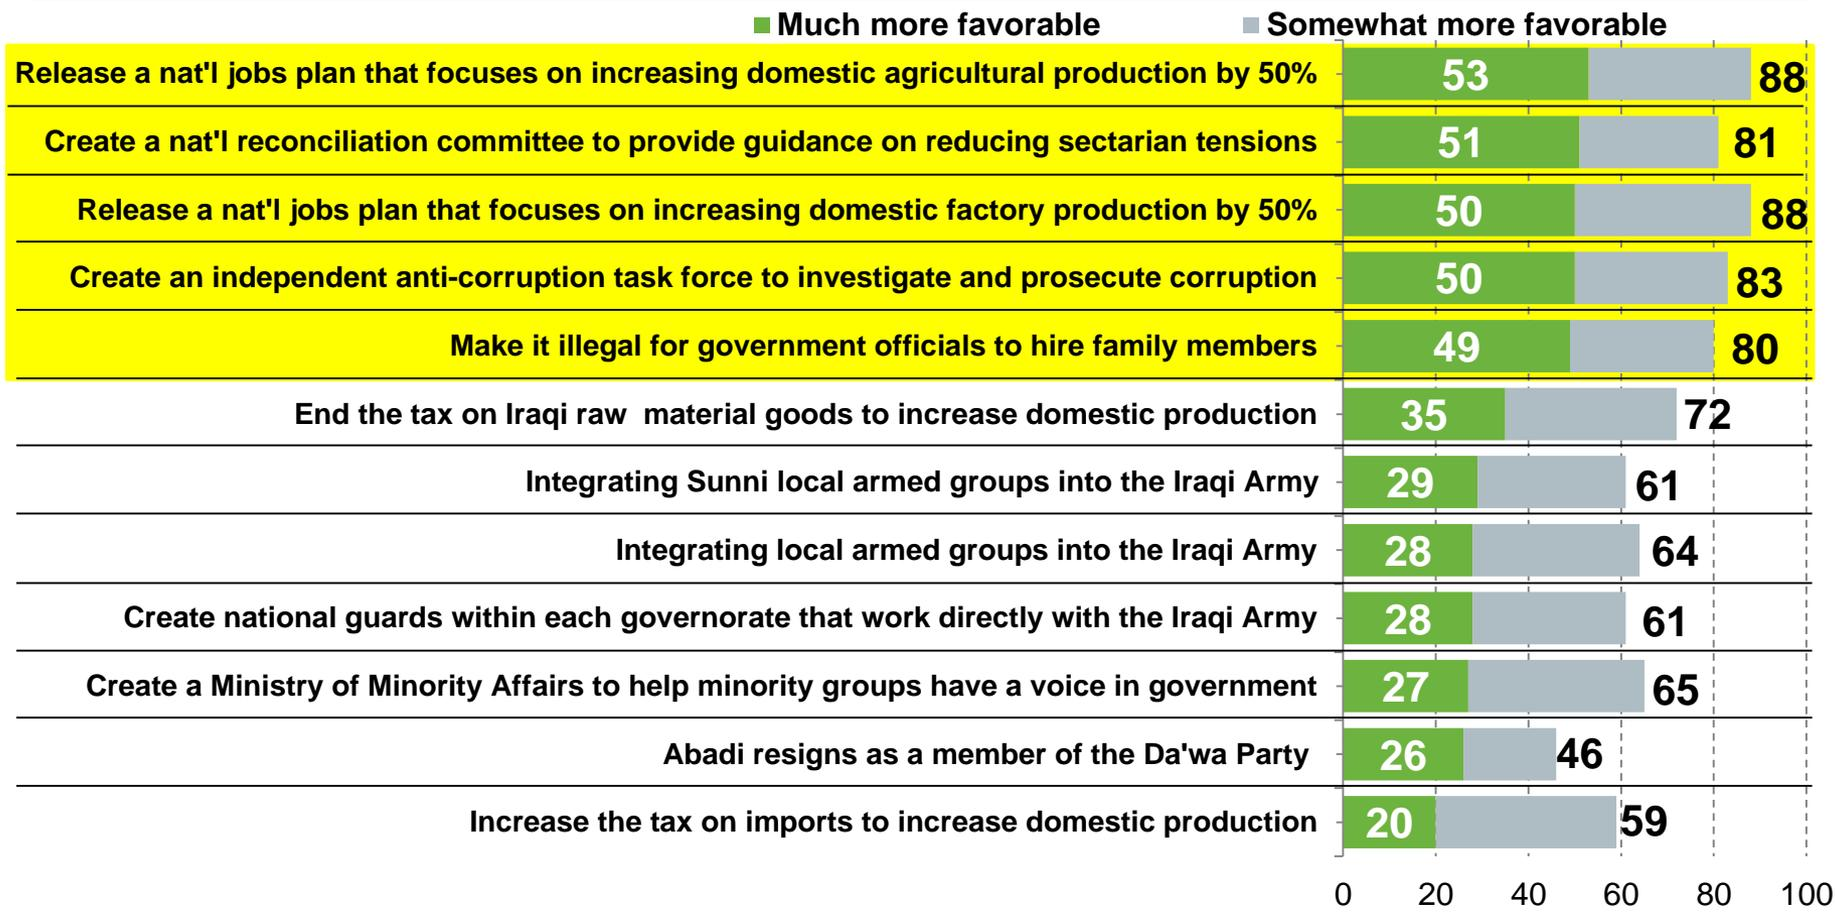 Much more favorable Somewhat more favorable
Release a nat'l jobs plan that focuses on increasing domestic agricultural production by 50% 53 88
Create a nat'l reconciliation committee to provide guidance on reducing sectarian tensions 51 81
Release a nat'l jobs plan that focuses on increasing domestic factory production by 50% 50 88
Create an independent anti-corruption task force to investigate and prosecute corruption 50 83
Make it illegal for government officials to hire family members 49 80
End the tax on Iraqi raw  material goods to increase domestic production 35 72
Integrating Sunni local armed groups into the Iraqi Army 29 61
Integrating local armed groups into the Iraqi Army 28 64
Create national guards within each governorate that work directly with the Iraqi Army 28 61
Create a Ministry of Minority Affairs to help minority groups have a voice in government 27 65
Abadi resigns as a member of the Da'wa Party 26 46
Increase the tax on imports to increase domestic production 20 59
0 20 40 60 80 100